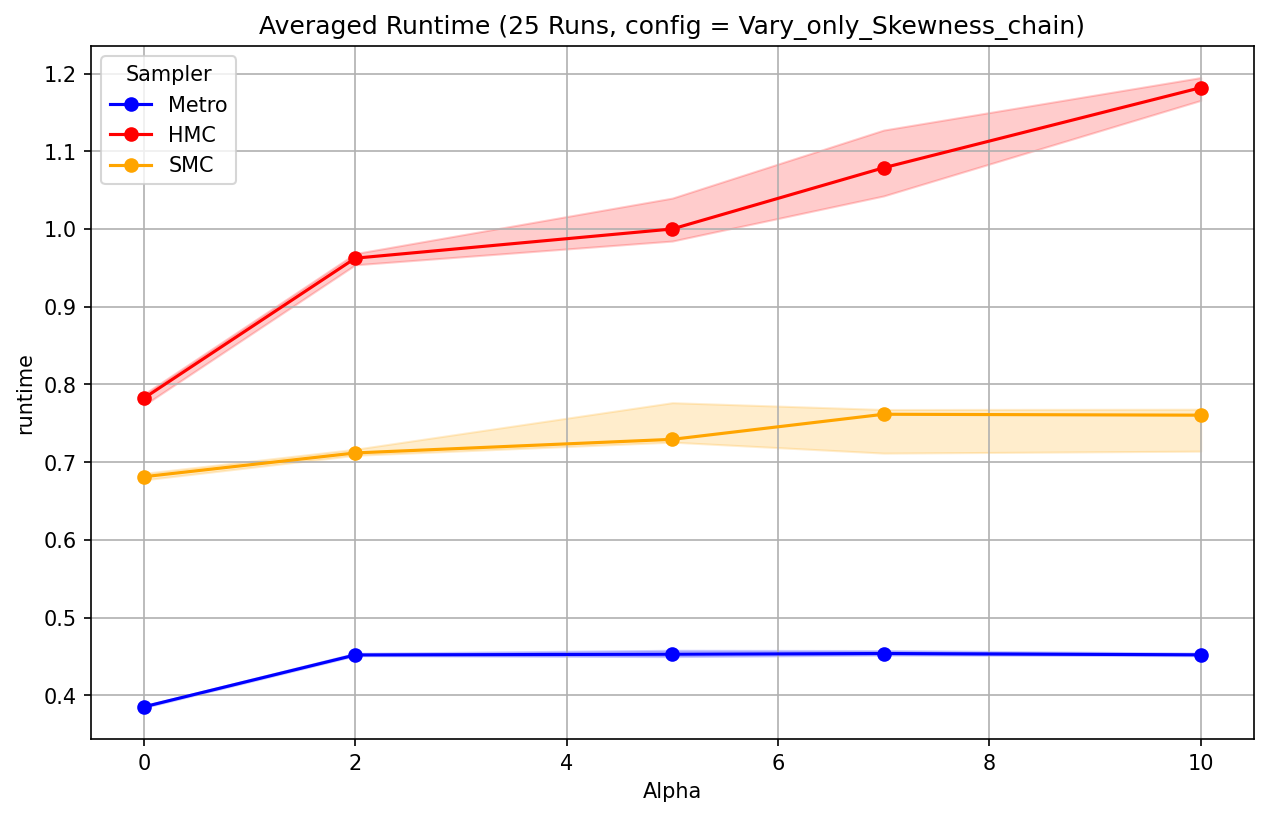 Averaged Runtime (25 Runs, config = Vary_only_Skewness_chain)
Sampler
Metro
HMC
SMC
1.2
1.1
1.0
0.9
0.8
0.7
0.6
0.5
0.4
runtime
0 2 4 6 8 10
Alpha